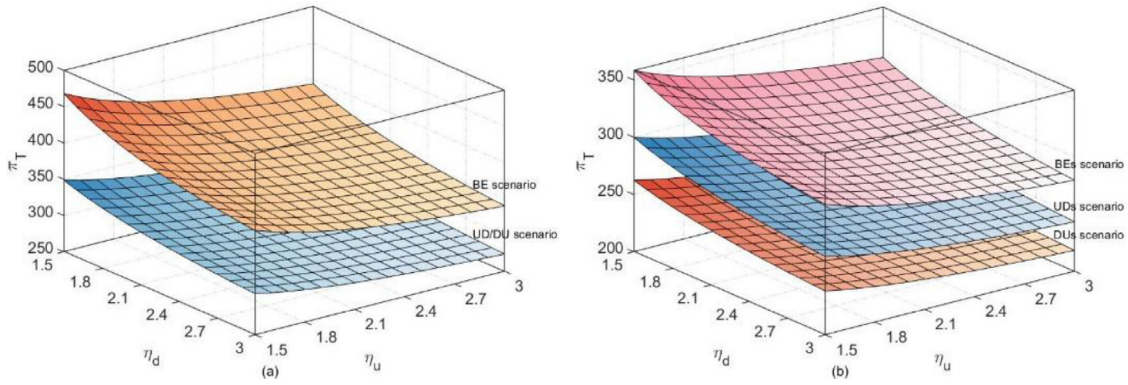 500
450
400
350
300
250
π_T
1.5
1.8
2.1
2.4
2.7
3
η_d
1.5
1.8
2.1
2.4
2.7
3
η_u
BE scenario
UD/DU scenario
(a)
350
300
250
200
π_T
1.5
1.8
2.1
2.4
2.7
3
η_d
1.5
1.8
2.1
2.4
2.7
3
η_u
BEs scenario
UDs scenario
DUs scenario
(b)